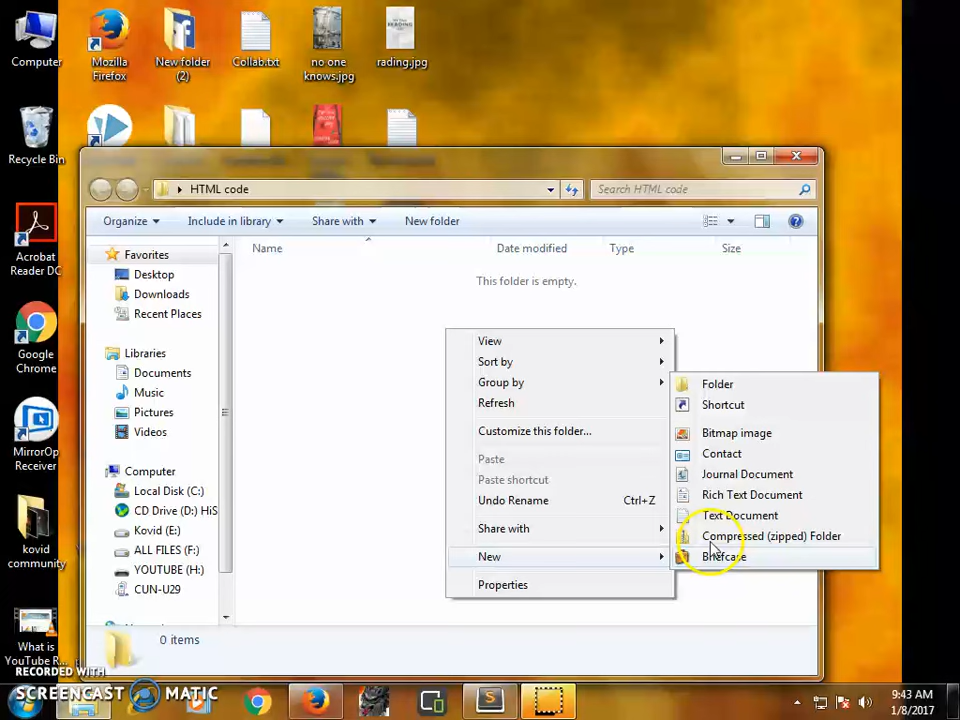 Computer
Mozilla
Firefox
New folder
(2)
Collab.txt
no one
knows.jpg
rading.jpg
READING
Recycle Bin
Acrobat
Reader DC
Google
Chrome
MirrorOp
Receiver
kovid
community
What is
YouTube R...
HTML code
Search HTML code
Organize
Include in library
Share with
New folder
Name
Date modified
Type
Size
This folder is empty.
Favorites
Desktop
Downloads
Recent Places
Libraries
Documents
Music
Pictures
Videos
Computer
Local Disk (C:)
CD Drive (D:) HiS
Kovid (E:)
ALL FILES (F:)
YOUTUBE (H:)
CUN-U29
0 items
View
Sort by
Group by
Refresh
Customize this folder...
Paste
Paste shortcut
Undo Rename Ctrl+Z
Share with
New
Properties
Folder
Shortcut
Bitmap image
Contact
Journal Document
Rich Text Document
Text Document
Compressed (zipped) Folder
Briefcase
RECORDED WITH
SCREENCAST MATIC
9:43 AM
1/8/2017